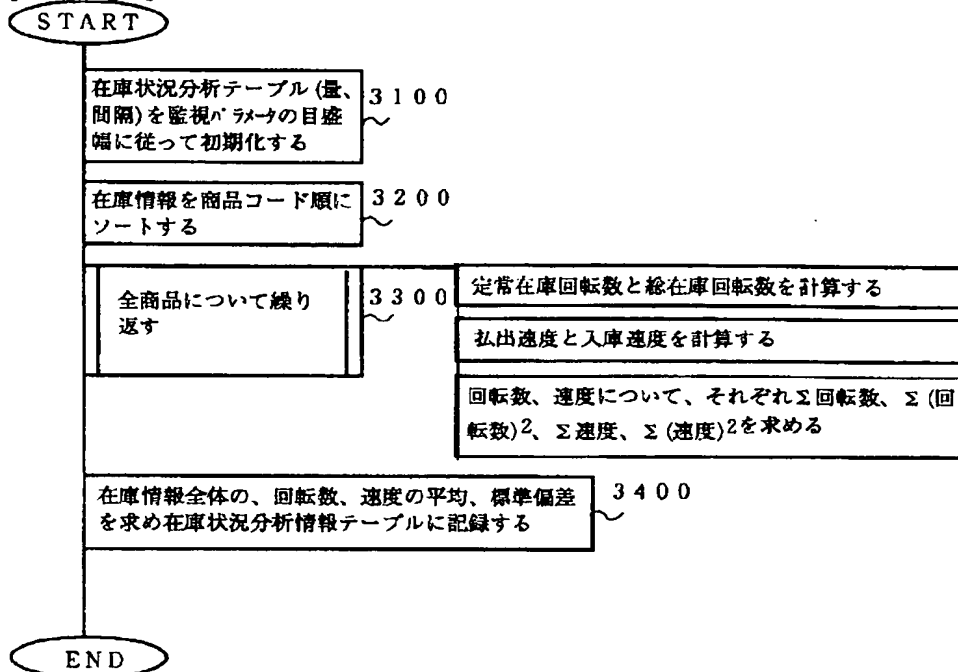 START
在庫状況分析テーブル(量、
間隔)を監視パラメータの目盛
幅に従って初期化する
3100
在庫情報を商品コード順に
ソートする
3200
全商品について繰り
返す
3300
定常在庫回転数と総在庫回転数を計算する
払出速度と入庫速度を計算する
回転数、速度について、それぞれΣ回転数、Σ(回
転数)2、Σ速度、Σ(速度)2を求める
在庫情報全体の、回転数、速度の平均、標準偏差
を求め在庫状況分析情報テーブルに記録する
3400
END